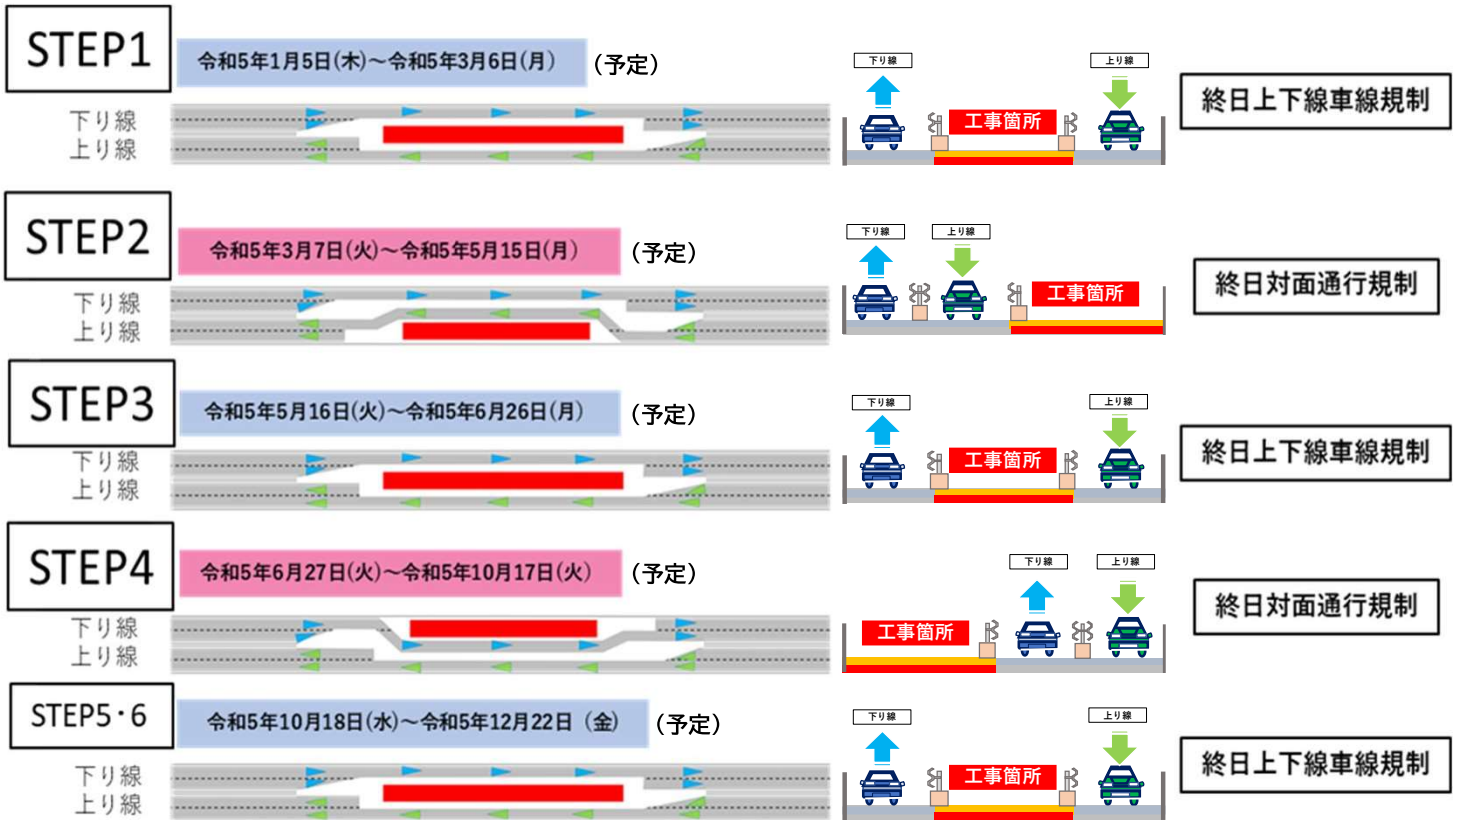 STEP1
令和5年1月5日(木)～令和5年3月6日(月)
(予定)
下り線
上り線
下り線
上り線
工事箇所
終日上下線車線規制
STEP2
令和5年3月7日(火)～令和5年5月15日(月)
(予定)
下り線
上り線
下り線
上り線
工事箇所
終日対面通行規制
STEP3
令和5年5月16日(火)～令和5年6月26日(月)
(予定)
下り線
上り線
下り線
上り線
工事箇所
終日上下線車線規制
STEP4
令和5年6月27日(火)～令和5年10月17日(火)
(予定)
下り線
上り線
下り線
上り線
工事箇所
終日対面通行規制
STEP5・6
令和5年10月18日(水)～令和5年12月22日（金)
(予定)
下り線
上り線
下り線
上り線
工事箇所
終日上下線車線規制